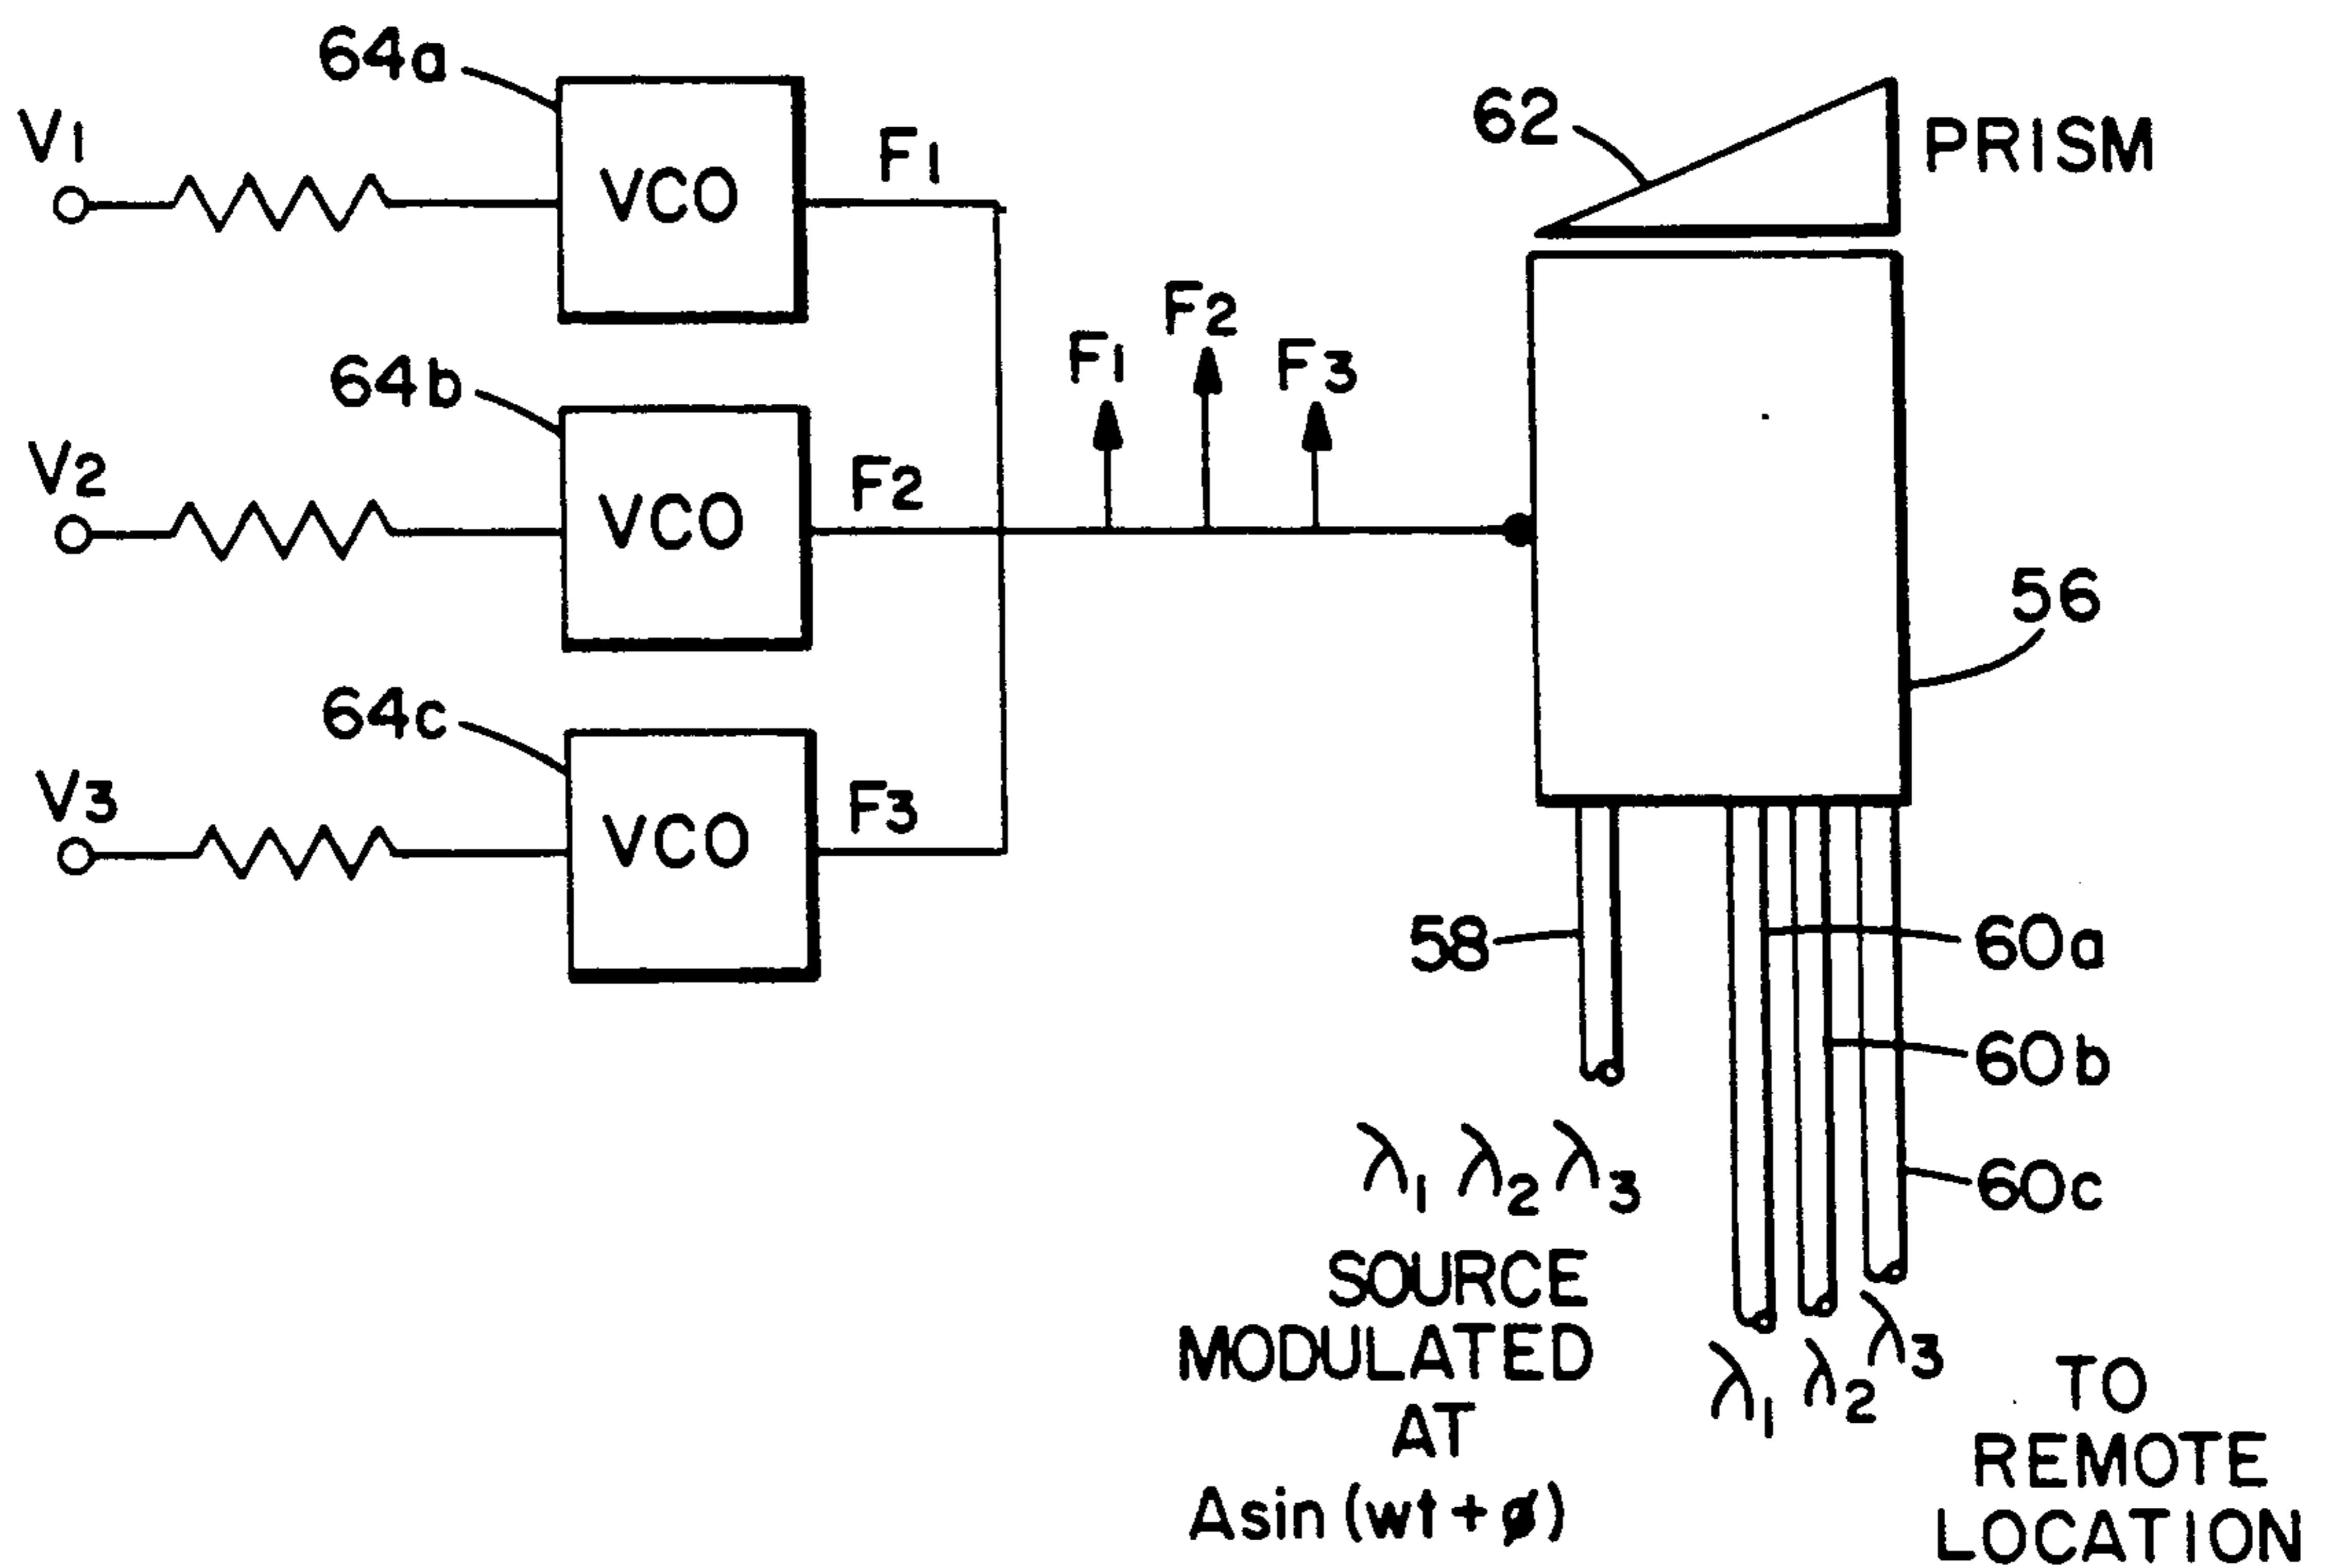 64a
V1
VCO
F1
62
PRISM
64b
V2
VCO
F2
F1
F2
F3
56
64c
V3
VCO
F3
58
60a
60b
60c
λ1 λ2 λ3
SOURCE
MODULATED
AT
Asin (wt + ø)
λ1 λ2 λ3
TO
REMOTE
LOCATION